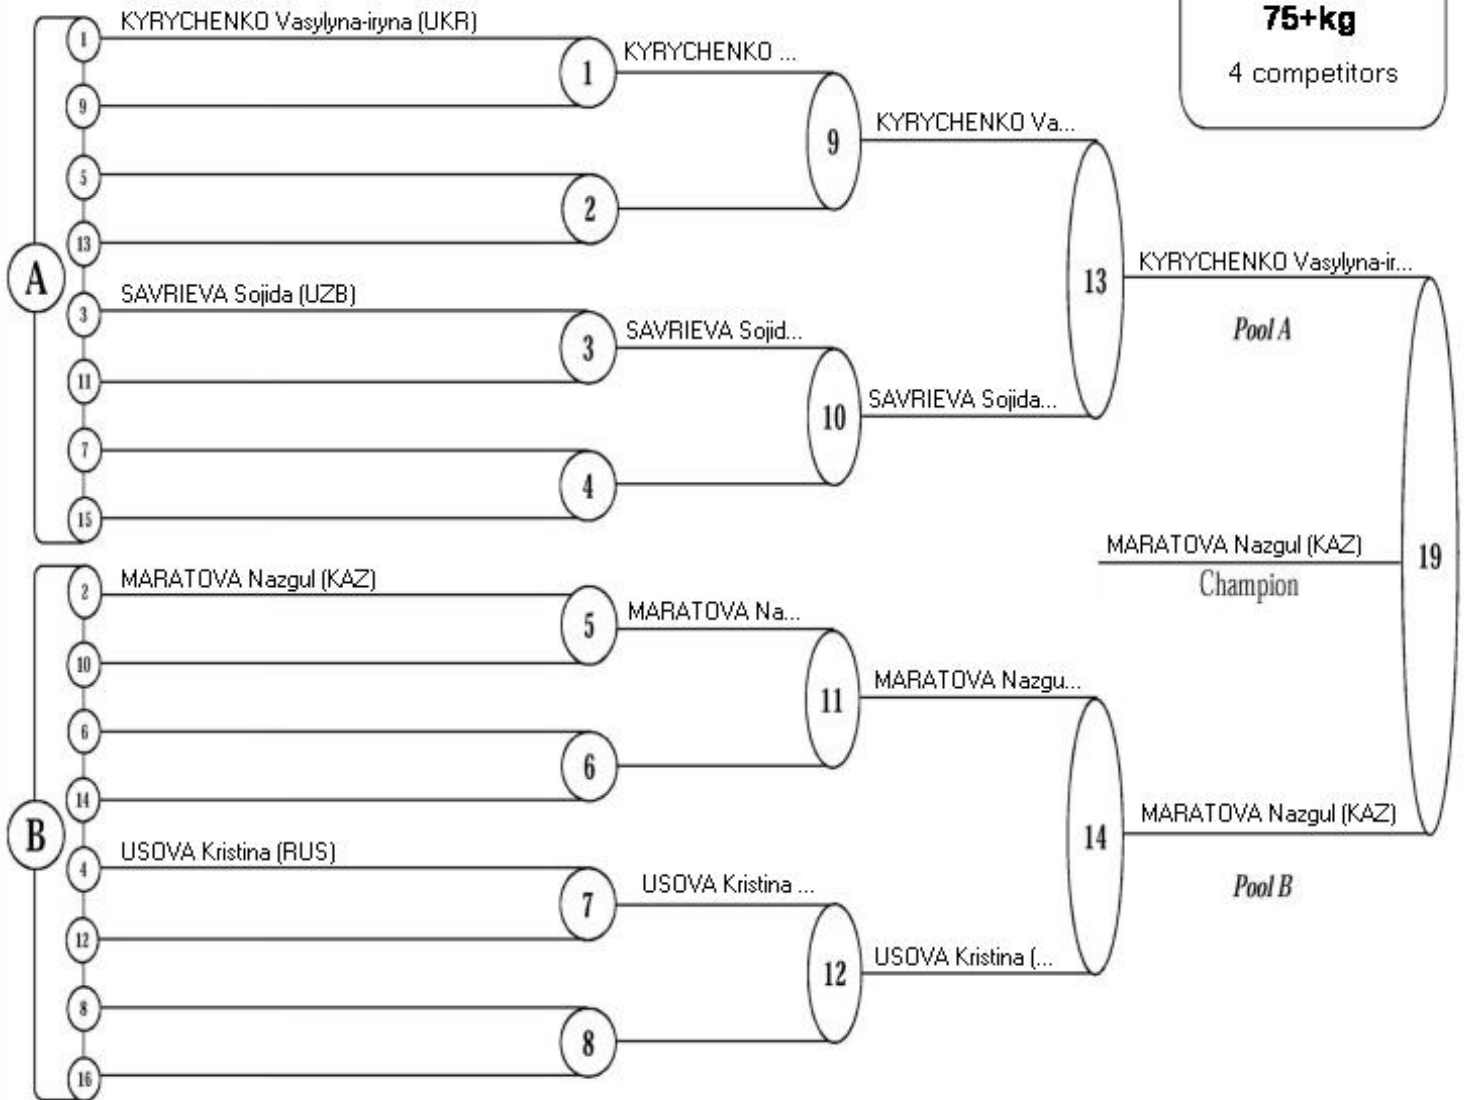 75+kg
4 competitors
A
1
KYRYCHENKO Vasylyna-iryna (UKR)
9
5
13
3
SAVRIEVA Sojida (UZB)
11
7
15
B
2
MARATOVA Nazgul (KAZ)
10
6
14
4
USOVA Kristina (RUS)
12
8
16
1
KYRYCHENKO ...
2
3
SAVRIEVA Sojid...
4
5
MARATOVA Na...
6
7
USOVA Kristina ...
8
9
KYRYCHENKO Va...
10
SAVRIEVA Sojida...
11
MARATOVA Nazgu...
12
USOVA Kristina (...
13
KYRYCHENKO Vasylyna-ir...
Pool A
14
MARATOVA Nazgul (KAZ)
Pool B
19
MARATOVA Nazgul (KAZ)
Champion